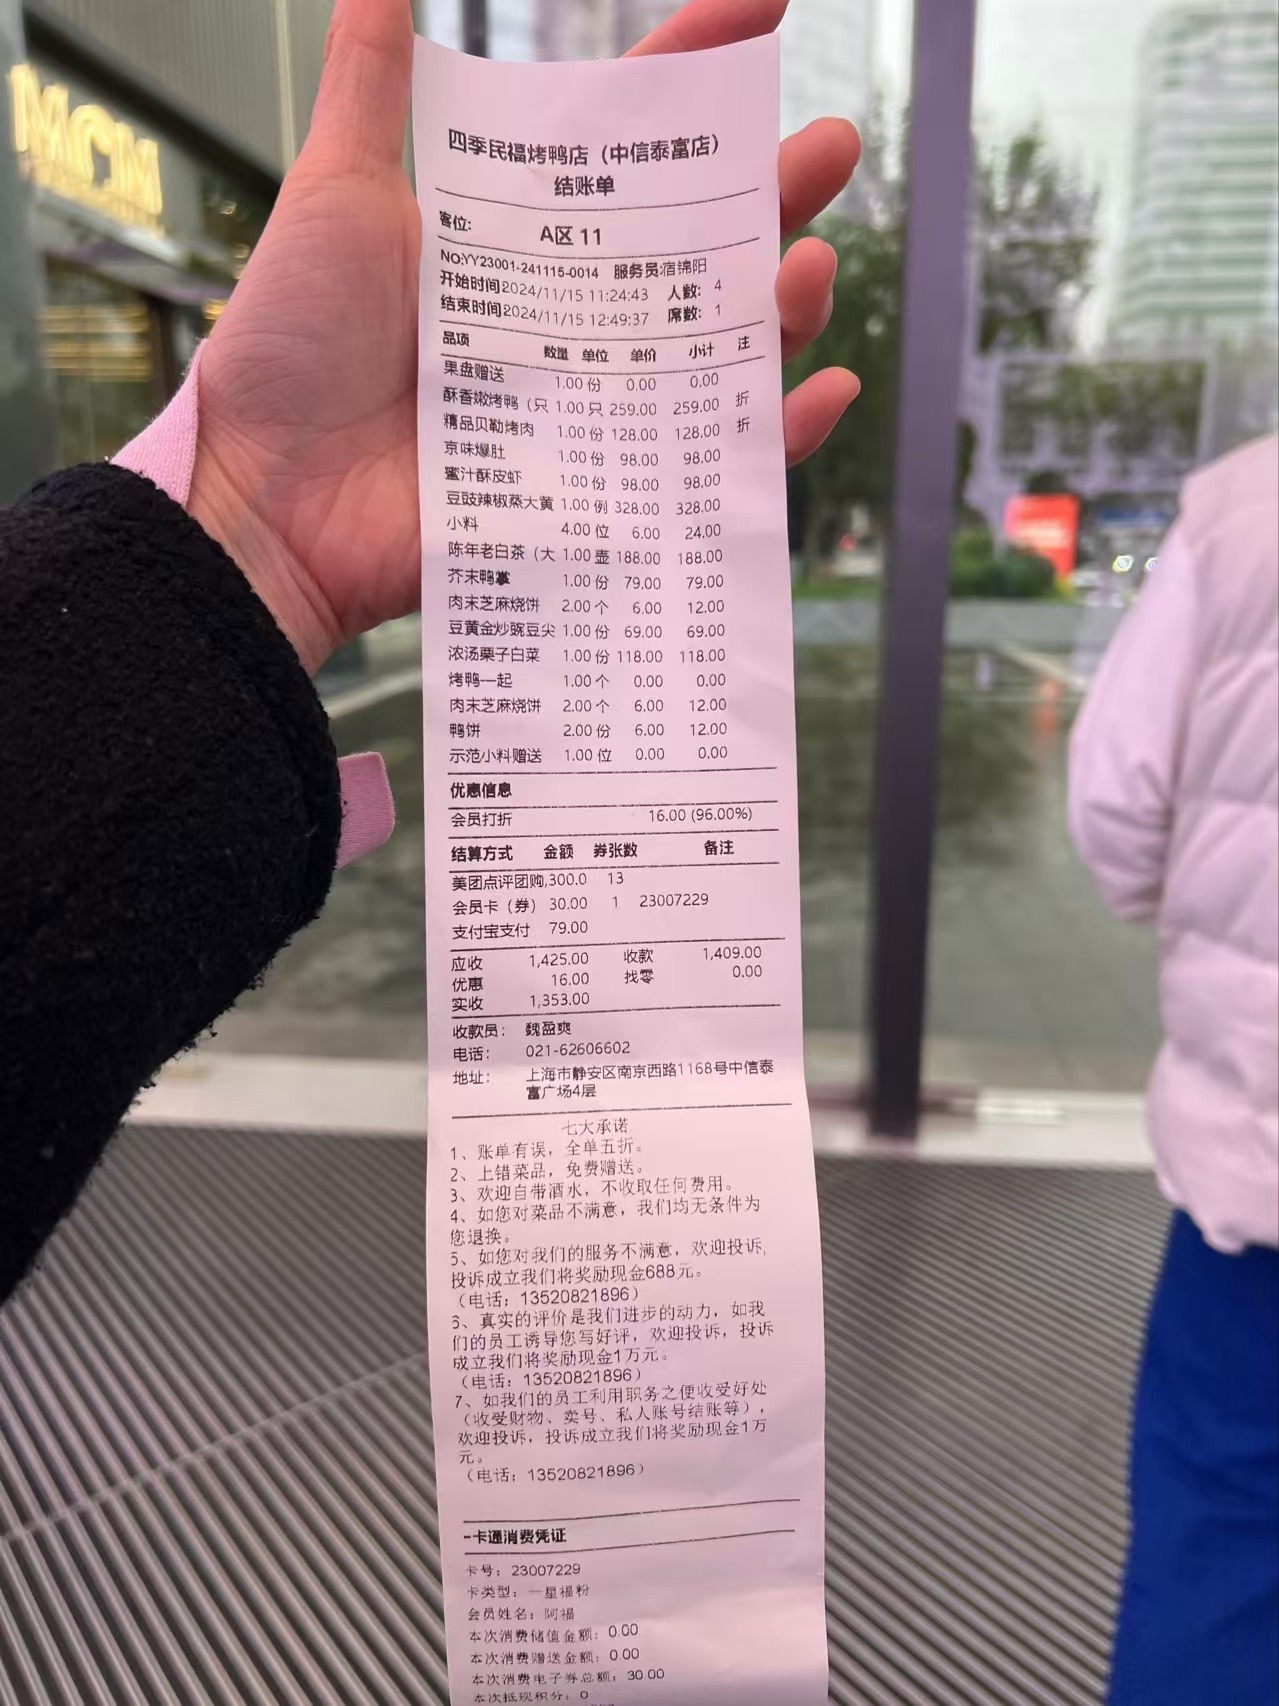 MCM
四季民福烤鸭店（中信泰富店）
结账单
客位: A区 11
NO:YY23001-241115-0014 服务员:宿锦阳
开始时间2024/11/15 11:24:43 人数: 4
结束时间2024/11/15 12:49:37 席数: 1
品项 数量 单位 单价 小计 注
果盘赠送 1.00 份 0.00 0.00
酥香嫩烤鸭（只 1.00 只 259.00 259.00 折
精品贝勒烤肉 1.00 份 128.00 128.00 折
京味爆肚 1.00 份 98.00 98.00
蜜汁酥皮虾 1.00 份 98.00 98.00
豆豉辣椒蒸大黄 1.00 例 328.00 328.00
小料 4.00 位 6.00 24.00
陈年老白茶（大 1.00 壶 188.00 188.00
芥末鸭掌 1.00 份 79.00 79.00
肉末芝麻烧饼 2.00 个 6.00 12.00
豆黄金炒豌豆尖 1.00 份 69.00 69.00
浓汤栗子白菜 1.00 份 118.00 118.00
烤鸭一起 1.00 个 0.00 0.00
肉末芝麻烧饼 2.00 个 6.00 12.00
鸭饼 2.00 份 6.00 12.00
示范小料赠送 1.00 位 0.00 0.00
优惠信息
会员打折 16.00 (96.00%)
结算方式 金额 券张数 备注
美团点评团购,300.0 13
会员卡（券） 30.00 1 23007229
支付宝支付 79.00
应收 1,425.00 收款 1,409.00
优惠 16.00 找零 0.00
实收 1,353.00
收款员: 魏盈爽
电话: 021-62606602
地址: 上海市静安区南京西路1168号中信泰
富广场4层
七大承诺
1、账单有误，全单五折。
2、上错菜品，免费赠送。
3、欢迎自带酒水，不收取任何费用。
4、如您对菜品不满意，我们均无条件为
您退换。
5、如您对我们的服务不满意，欢迎投诉，
投诉成立我们将奖励现金688元。
（电话：13520821896）
6、真实的评价是我们进步的动力，如我
们的员工诱导您写好评，欢迎投诉，投诉
成立我们将奖励现金1万元。
（电话：13520821896）
7、如我们的员工利用职务之便收受好处
（收受财物、卖号、私人账号结账等），
欢迎投诉，投诉成立我们将奖励现金1万
元。
（电话：13520821896）
一卡通消费凭证
卡号：23007229
卡类型：一星福粉
会员姓名：阿福
本次消费储值金额：0.00
本次消费赠送金额：0.00
本次消费电子券总额：30.00
本次抵现积分：0